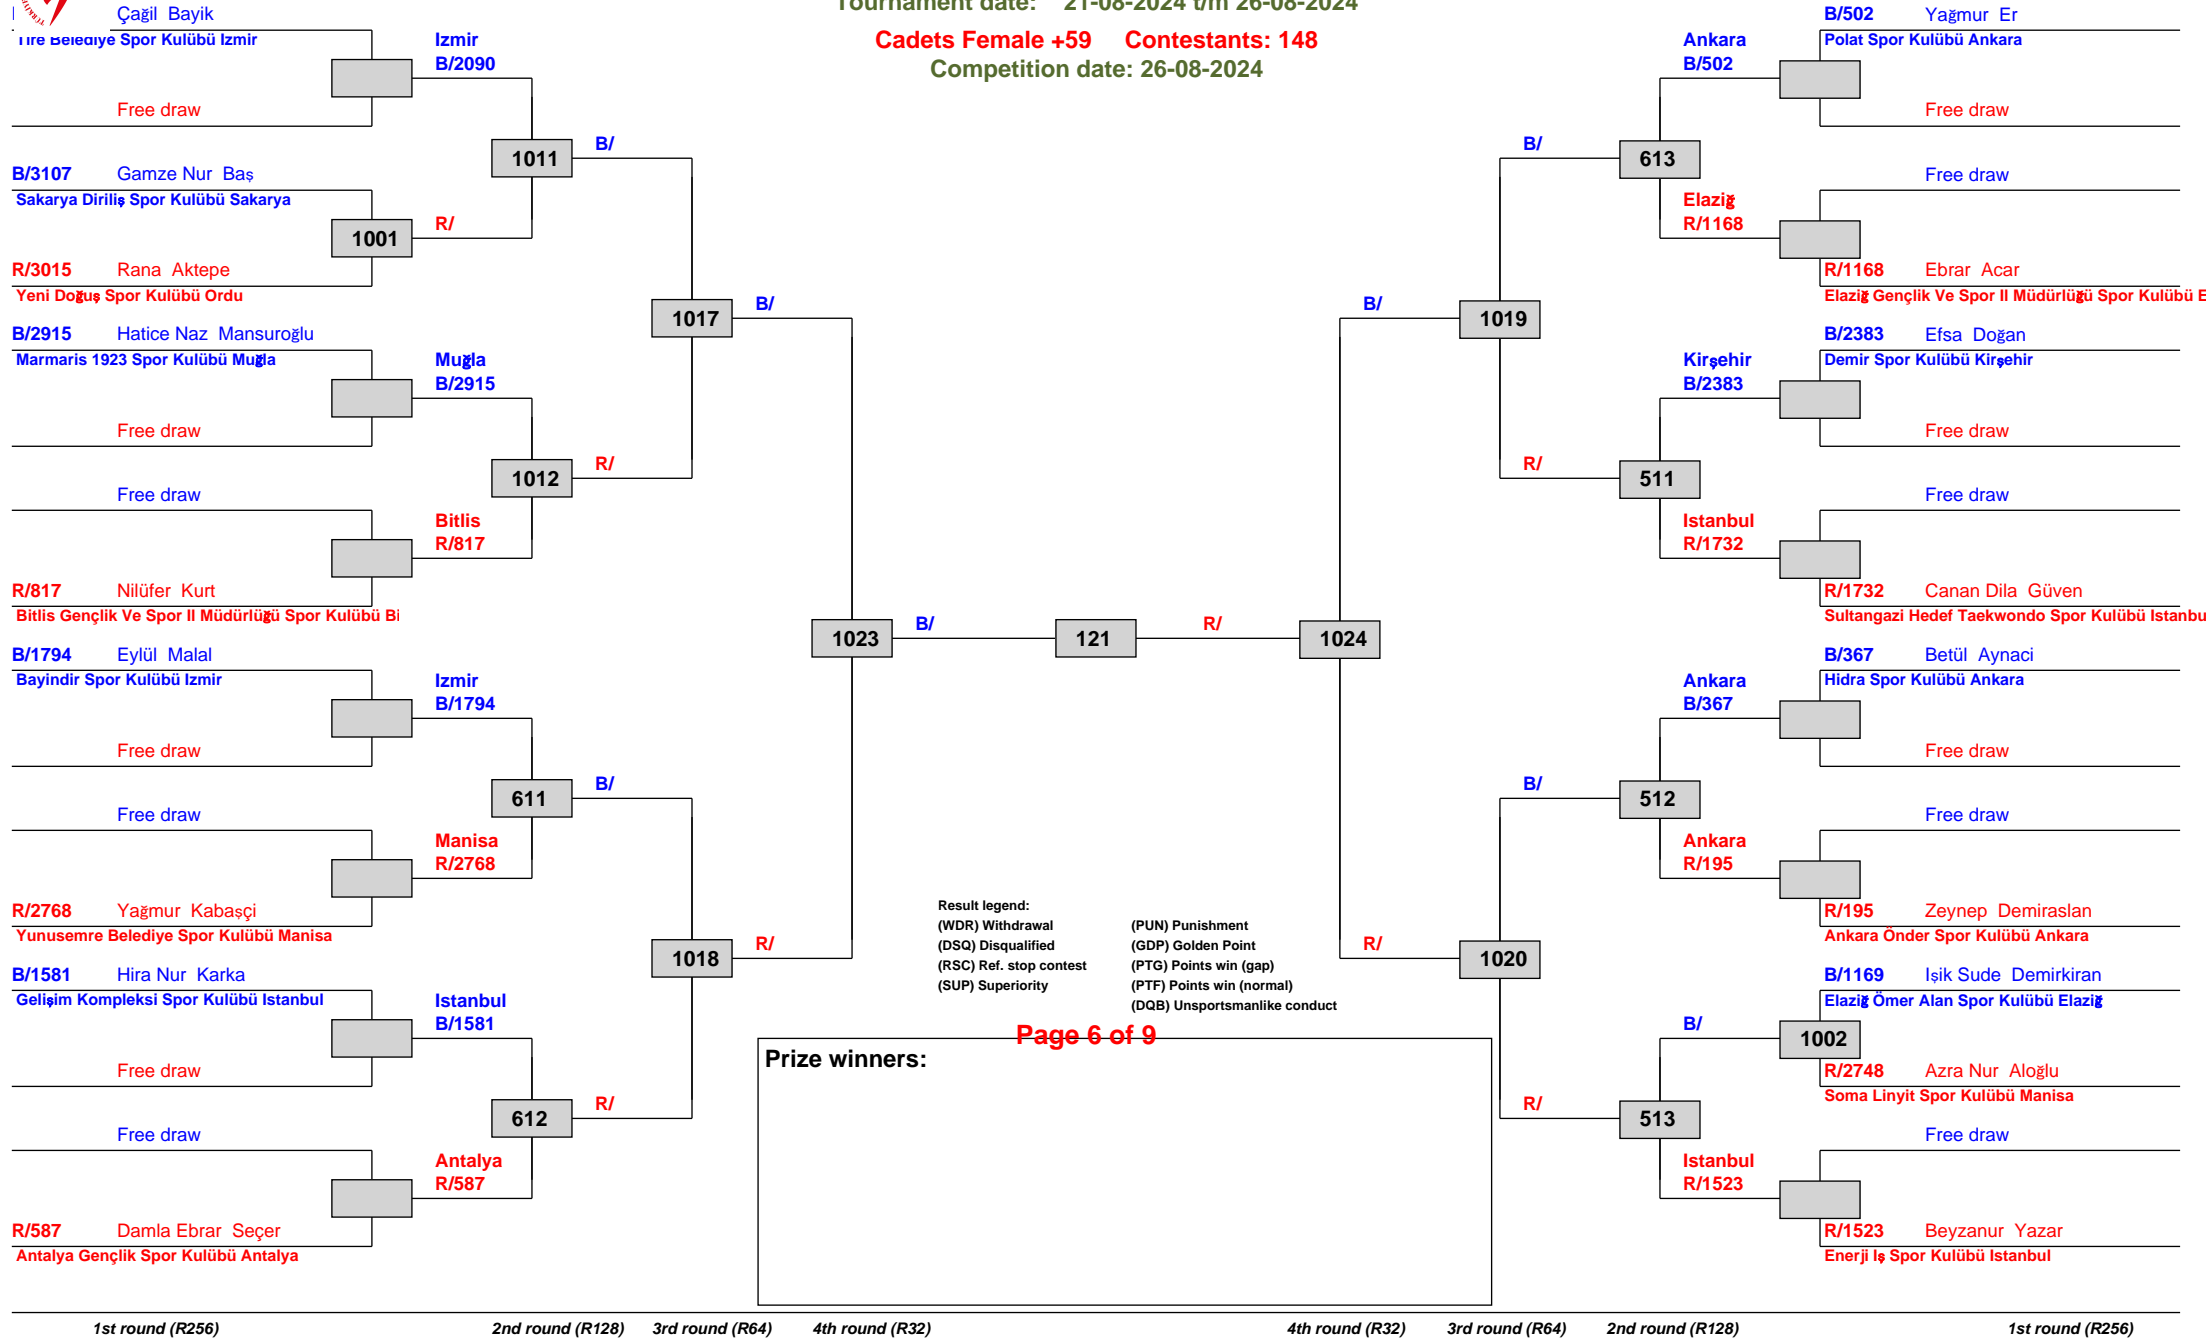 Tournament date: 21-08-2024 t/m 26-08-2024
Cadets Female +59 Contestants: 148
Competition date: 26-08-2024
Çağil Bayik
Tire Belediye Spor Kulübü Izmir
Free draw
B/3107 Gamze Nur Baş
Sakarya Diriliş Spor Kulübü Sakarya
R/3015 Rana Aktepe
Yeni Doğuş Spor Kulübü Ordu
B/2915 Hatice Naz Mansuroğlu
Marmaris 1923 Spor Kulübü Muğla
Free draw
Free draw
R/817 Nilüfer Kurt
Bitlis Gençlik Ve Spor Il Müdürlüğü Spor Kulübü Bi
B/1794 Eylül Malal
Bayindir Spor Kulübü Izmir
Free draw
Free draw
R/2768 Yağmur Kabaşçi
Yunusemre Belediye Spor Kulübü Manisa
B/1581 Hira Nur Karka
Gelişim Kompleksi Spor Kulübü Istanbul
Free draw
Free draw
R/587 Damla Ebrar Seçer
Antalya Gençlik Spor Kulübü Antalya
1001
Izmir
B/2090
R/
Muğla
B/2915
Bitlis
R/817
Izmir
B/1794
Manisa
R/2768
Istanbul
B/1581
Antalya
R/587
1011
1012
611
612
B/
R/
B/
R/
1017
1018
B/
R/
1023
B/
121
R/
1024
B/
R/
1019
1020
B/
R/
B/
R/
613
511
512
513
Ankara
B/502
Elaziğ
R/1168
Kirşehir
B/2383
Istanbul
R/1732
Ankara
B/367
Ankara
R/195
B/
Istanbul
R/1523
1002
B/502 Yağmur Er
Polat Spor Kulübü Ankara
Free draw
Free draw
R/1168 Ebrar Acar
Elaziğ Gençlik Ve Spor Il Müdürlüğü Spor Kulübü E
B/2383 Efsa Doğan
Demir Spor Kulübü Kirşehir
Free draw
Free draw
R/1732 Canan Dila Güven
Sultangazi Hedef Taekwondo Spor Kulübü Istanbu
B/367 Betül Aynaci
Hidra Spor Kulübü Ankara
Free draw
Free draw
R/195 Zeynep Demiraslan
Ankara Önder Spor Kulübü Ankara
B/1169 Işik Sude Demirkiran
Elaziğ Ömer Alan Spor Kulübü Elaziğ
R/2748 Azra Nur Aloğlu
Soma Linyit Spor Kulübü Manisa
Free draw
R/1523 Beyzanur Yazar
Enerji Iş Spor Kulübü Istanbul
Result legend:
(WDR) Withdrawal (PUN) Punishment
(DSQ) Disqualified (GDP) Golden Point
(RSC) Ref. stop contest (PTG) Points win (gap)
(SUP) Superiority (PTF) Points win (normal)
(DQB) Unsportsmanlike conduct
Page 6 of 9
Prize winners:
1st round (R256) 2nd round (R128) 3rd round (R64) 4th round (R32) 4th round (R32) 3rd round (R64) 2nd round (R128) 1st round (R256)